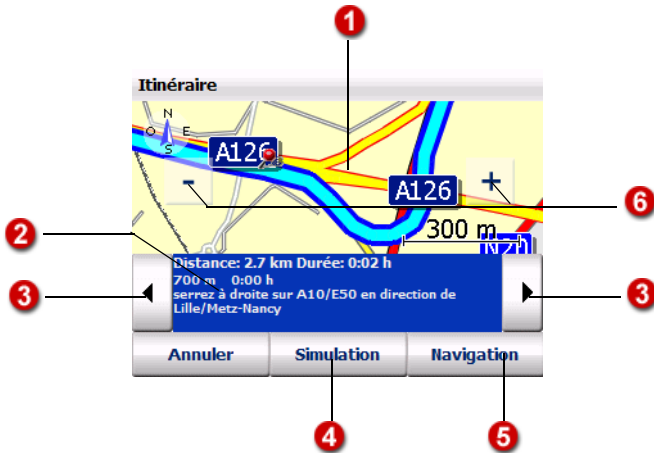 1
Itinéraire
N
O E
S
A126
- A126 +
6
300 m
2
Distance: 2.7 km Durée: 0:02 h
700 m 0:00 h
3 3
serrez à droite sur A10/E50 en direction de
Lille/Metz-Nancy
Annuler Simulation Navigation
4 5